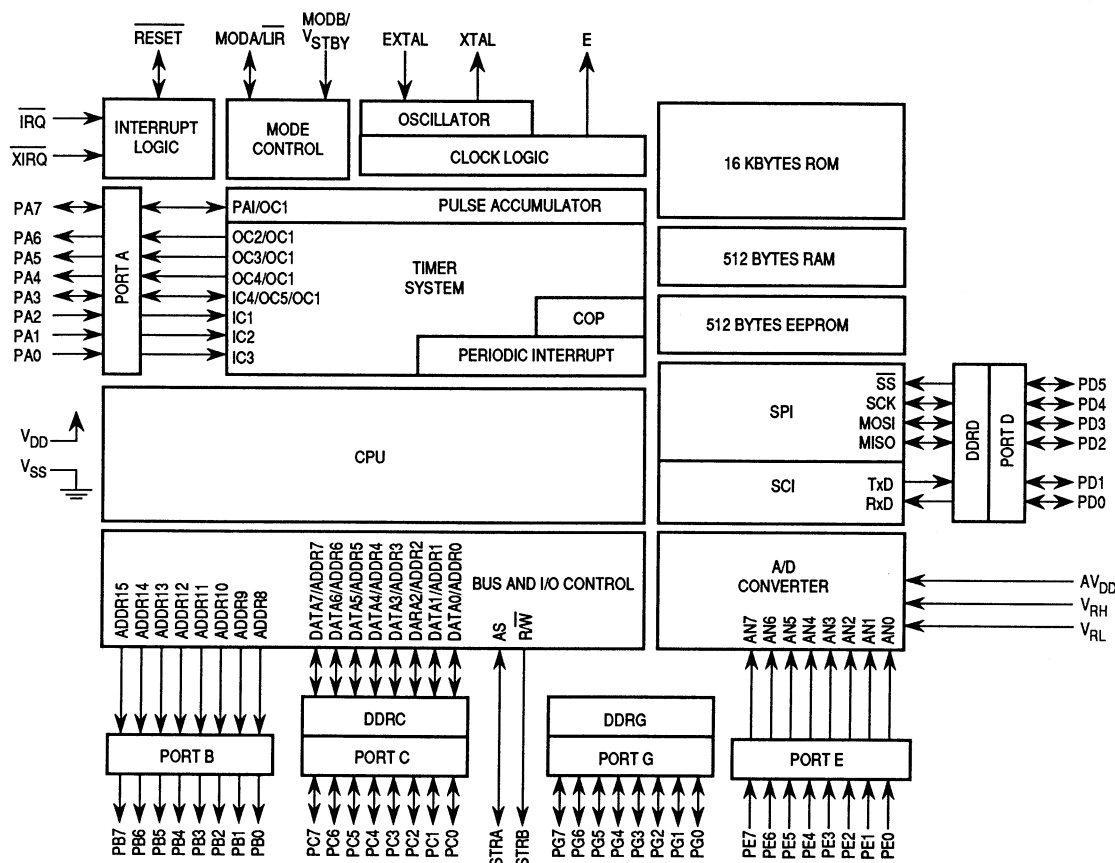 RESET
MODA/LIR
MODB/
VSTBY
EXTAL
XTAL
E
IRQ
XIRQ
INTERRUPT
LOGIC
MODE
CONTROL
OSCILLATOR
CLOCK LOGIC
16 KBYTES ROM
PA7
PA6
PA5
PA4
PA3
PA2
PA1
PA0
PORT A
PAI/OC1
OC2/OC1
OC3/OC1
OC4/OC1
IC4/OC5/OC1
IC1
IC2
IC3
PULSE ACCUMULATOR
TIMER
SYSTEM
COP
PERIODIC INTERRUPT
512 BYTES RAM
512 BYTES EEPROM
VDD
VSS
CPU
SPI
SS
SCK
MOSI
MISO
SCI
TxD
RxD
DDRD
PORT D
PD5
PD4
PD3
PD2
PD1
PD0
ADDR15
ADDR14
ADDR13
ADDR12
ADDR11
ADDR10
ADDR9
ADDR8
DATA7/ADDR7
DATA6/ADDR6
DATA5/ADDR5
DATA4/ADDR4
DATA3/ADDR3
DARA2/ADDR2
DATA1/ADDR1
DATA0/ADDR0
BUS AND I/O CONTROL
AS
R/W
A/D
CONVERTER
AN7
AN6
AN5
AN4
AN3
AN2
AN1
AN0
AVDD
VRH
VRL
PORT B
DDRC
PORT C
DDRG
PORT G
PORT E
PB7
PB6
PB5
PB4
PB3
PB2
PB1
PB0
PC7
PC6
PC5
PC4
PC3
PC2
PC1
PC0
STRA
STRB
PG7
PG6
PG5
PG4
PG3
PG2
PG1
PG0
PE7
PE6
PE5
PE4
PE3
PE2
PE1
PE0